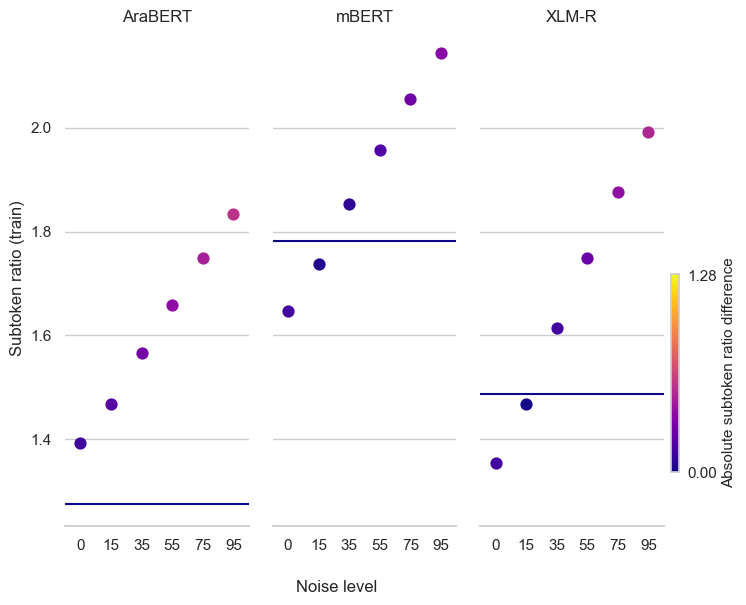 AraBERT mBERT XLM-R
Subtoken ratio (train)
2.0
1.8
1.6
1.4
0 15 35 55 75 95 0 15 35 55 75 95 0 15 35 55 75 95
Noise level
1.28
0.00
Absolute subtoken ratio difference